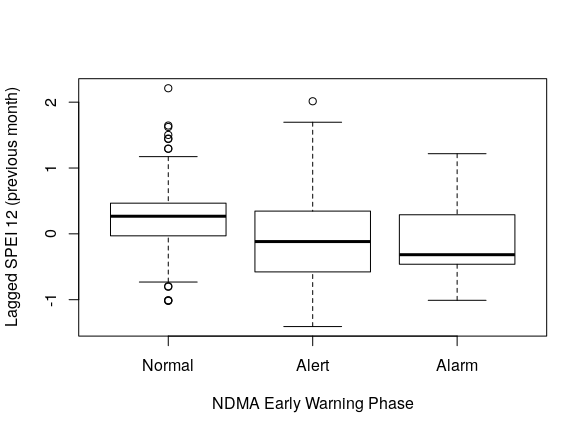 Lagged SPEI 12 (previous month)
2
1
0
-1
Normal Alert Alarm
NDMA Early Warning Phase